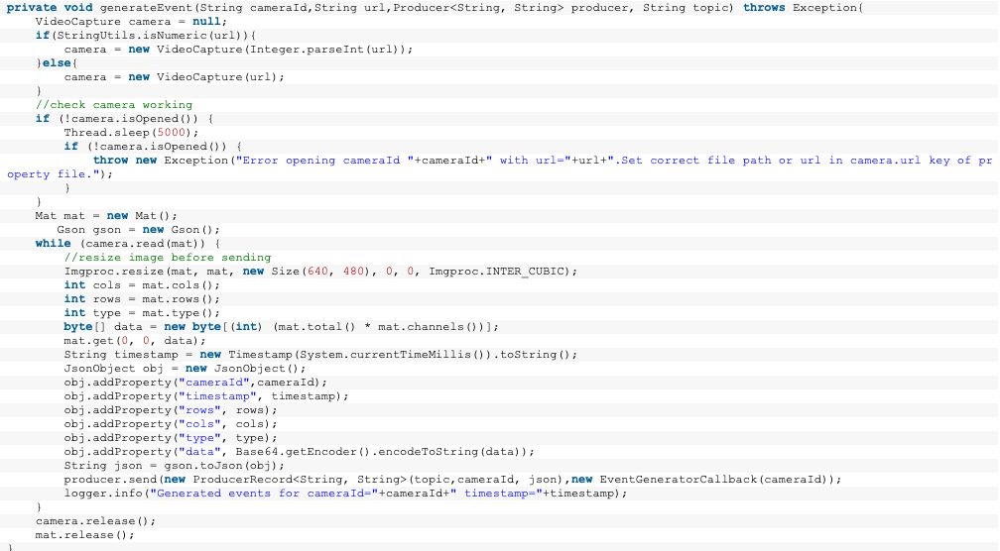 private void generateEvent(String cameraId,String url,Producer<String, String> producer, String topic) throws Exception{
    VideoCapture camera = null;
    if(StringUtils.isNumeric(url)){
        camera = new VideoCapture(Integer.parseInt(url));
    }else{
        camera = new VideoCapture(url);
    }
    //check camera working
    if (!camera.isOpened()) {
        Thread.sleep(5000);
        if (!camera.isOpened()) {
            throw new Exception("Error opening cameraId "+cameraId+" with url="+url+".Set correct file path or url in camera.url key of pr
operty file.");
        }
    }
    Mat mat = new Mat();
       Gson gson = new Gson();
    while (camera.read(mat)) {
        //resize image before sending
        Imgproc.resize(mat, mat, new Size(640, 480), 0, 0, Imgproc.INTER_CUBIC);
        int cols = mat.cols();
        int rows = mat.rows();
        int type = mat.type();
        byte[] data = new byte[(int) (mat.total() * mat.channels())];
        mat.get(0, 0, data);
        String timestamp = new Timestamp(System.currentTimeMillis()).toString();
        JsonObject obj = new JsonObject();
        obj.addProperty("cameraId",cameraId);
        obj.addProperty("timestamp", timestamp);
        obj.addProperty("rows", rows);
        obj.addProperty("cols", cols);
        obj.addProperty("type", type);
        obj.addProperty("data", Base64.getEncoder().encodeToString(data));
        String json = gson.toJson(obj);
        producer.send(new ProducerRecord<String, String>(topic,cameraId, json),new EventGeneratorCallback(cameraId));
        logger.info("Generated events for cameraId="+cameraId+" timestamp="+timestamp);
    }
    camera.release();
    mat.release();
}